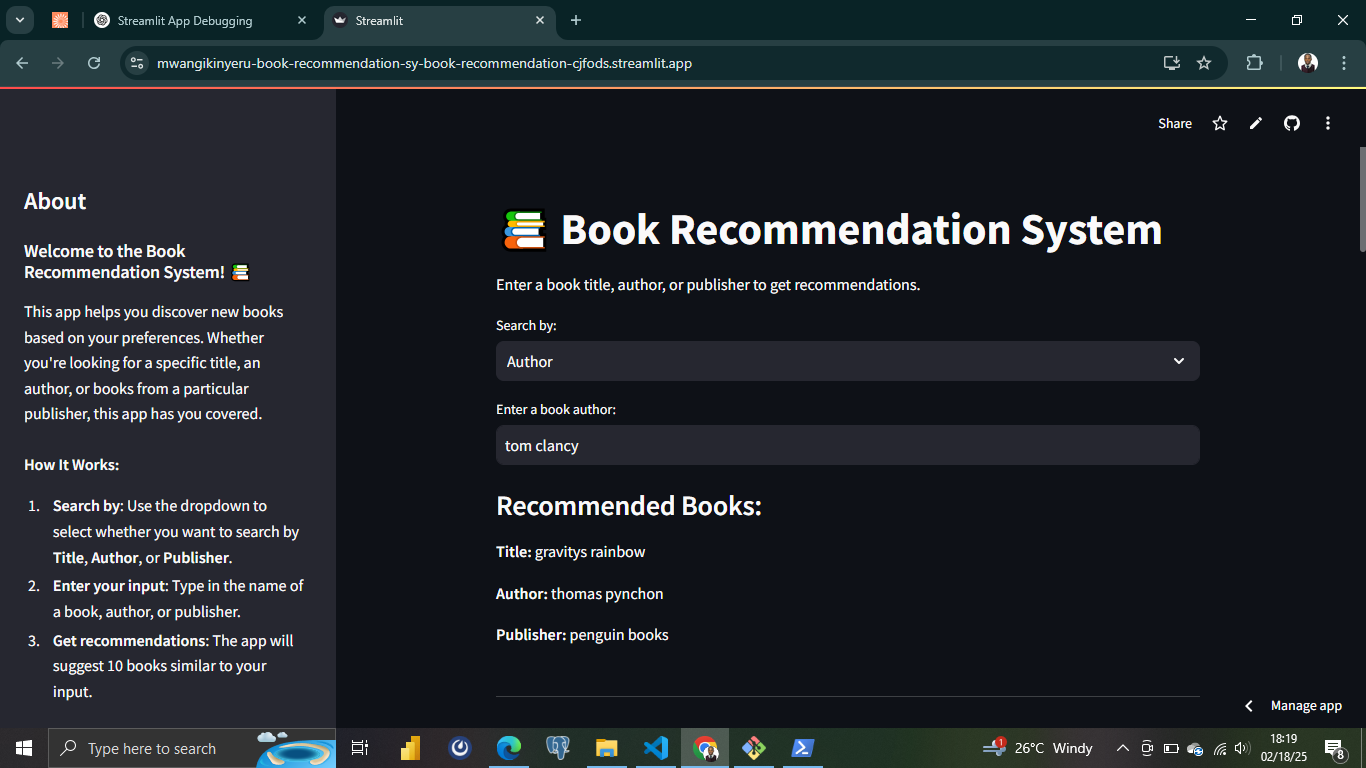 Streamlit App Debugging
Streamlit
mwangikinyeru-book-recommendation-sy-book-recommendation-cjfods.streamlit.app
Share
About
Welcome to the Book
Recommendation System!
This app helps you discover new books
based on your preferences. Whether
you're looking for a specific title, an
author, or books from a particular
publisher, this app has you covered.
How It Works:
1. Search by: Use the dropdown to
select whether you want to search by
Title, Author, or Publisher.
2. Enter your input: Type in the name of
a book, author, or publisher.
3. Get recommendations: The app will
suggest 10 books similar to your
input.
Book Recommendation System
Enter a book title, author, or publisher to get recommendations.
Search by:
Author
Enter a book author:
tom clancy
Recommended Books:
Title: gravitys rainbow
Author: thomas pynchon
Publisher: penguin books
Manage app
Type here to search
1
26°C Windy
18:19
02/18/25
8